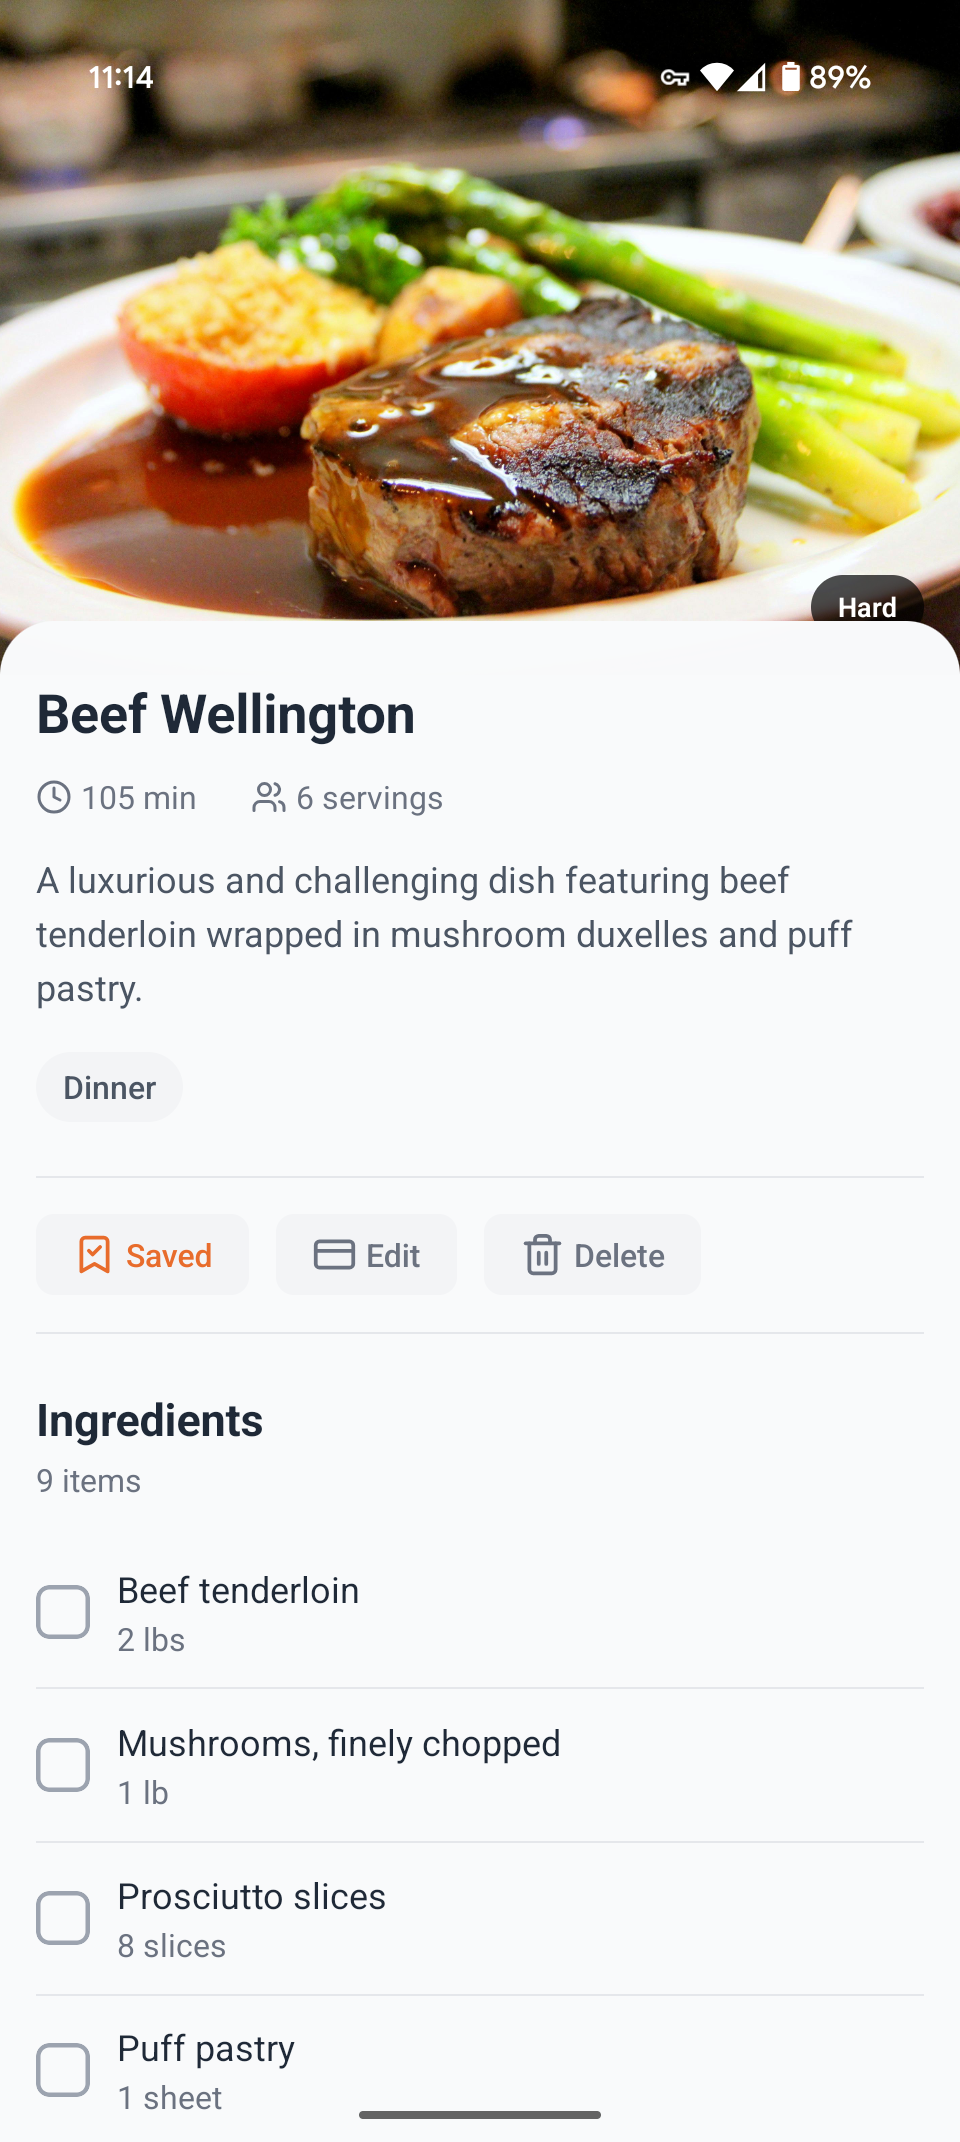 11:14
89%
Hard
Beef Wellington
105 min
6 servings
A luxurious and challenging dish featuring beef
tenderloin wrapped in mushroom duxelles and puff
pastry.
Dinner
Saved
Edit
Delete
Ingredients
9 items
Beef tenderloin
2 lbs
Mushrooms, finely chopped
1 lb
Prosciutto slices
8 slices
Puff pastry
1 sheet